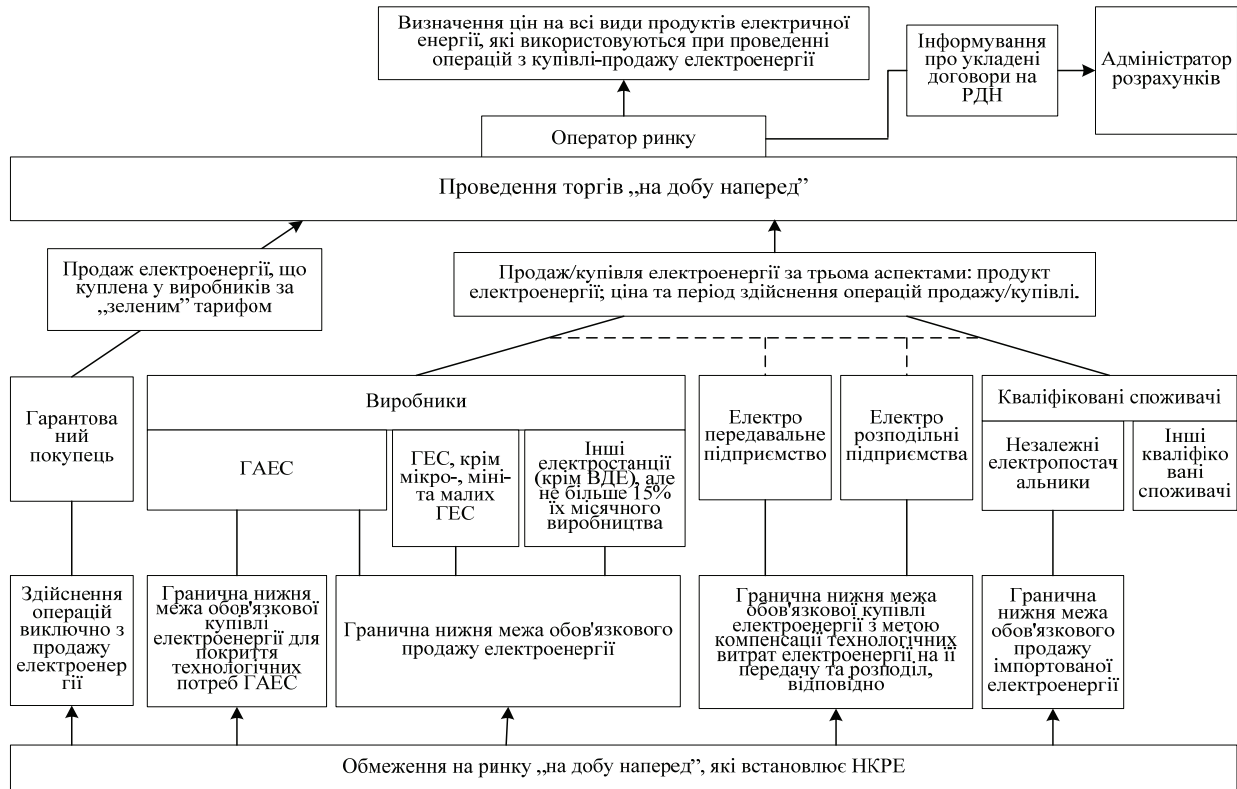 Визначення цін на всі види продуктів електричної
енергії, які використовуються при проведенні
операцій з купівлі-продажу електроенергії
Інформування
про укладені
договори на
РДН
Адміністратор
розрахунків
Оператор ринку
Проведення торгів „на добу наперед”
Продаж електроенергії, що
куплена у виробників за
„зеленим” тарифом
Продаж/купівля електроенергії за трьома аспектами: продукт
електроенергії; ціна та період здійснення операцій продажу/купівлі.
Гарантова
ний
покупець
Виробники
ГАЕС
ГЕС, крім
мікро-, міні-
та малих
ГЕС
Інші
електростанції
(крім ВДЕ), але
не більше 15%
їх місячного
виробництва
Електро
передавальне
підприємство
Електро
розподільні
підприємства
Кваліфіковані споживачі
Незалежні
електропостач
альники
Інші
кваліфіко
вані
споживачі
Здійснення
операцій
виключно з
продажу
електроенер
гії
Гранична нижня
межа обов'язкової
купівлі
електроенергії для
покриття
технологічних
потреб ГАЕС
Гранична нижня межа обов'язкового
продажу електроенергії
Гранична нижня межа
обов'язкової купівлі
електроенергії з метою
компенсації технологічних
витрат електроенергії на її
передачу та розподіл,
відповідно
Гранична
нижня межа
обов'язкового
продажу
імпортованої
електроенергії
Обмеження на ринку „на добу наперед”, які встановлює НКРЕ